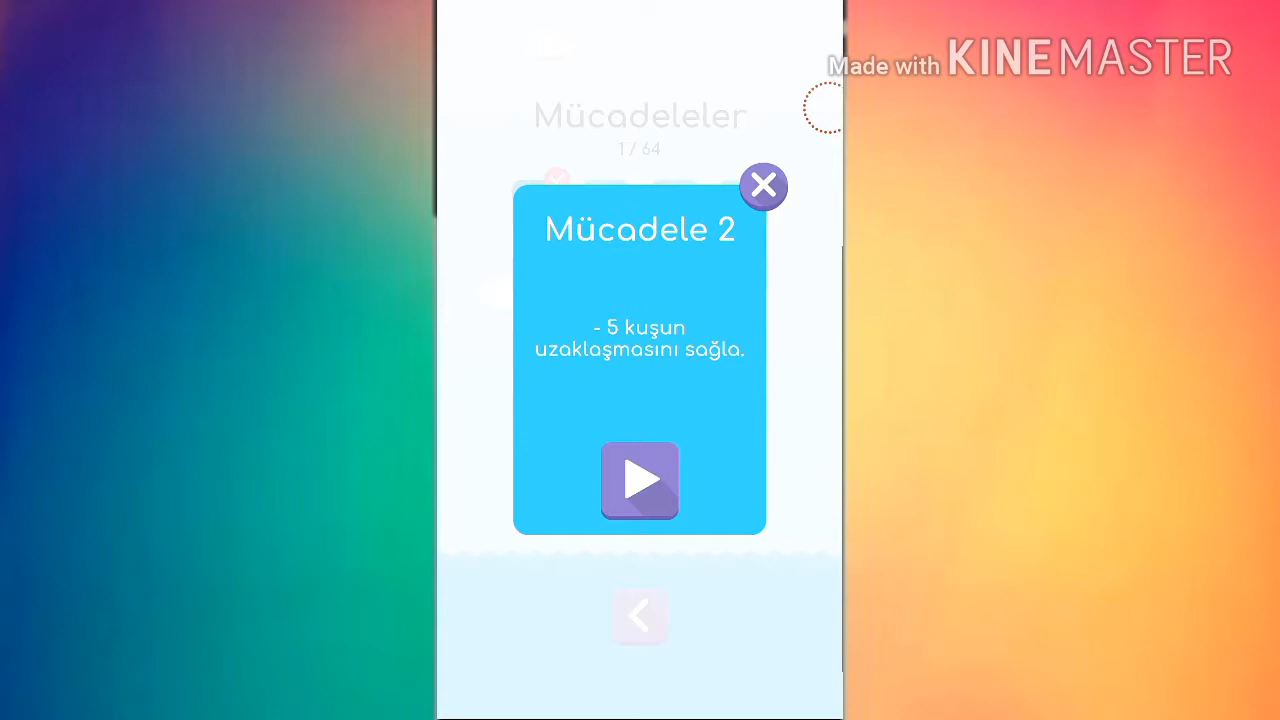 Made with KINEMASTER
Mücadeleler
1 / 64
Mücadele 2
- 5 kuşun
uzaklaşmasını sağla.